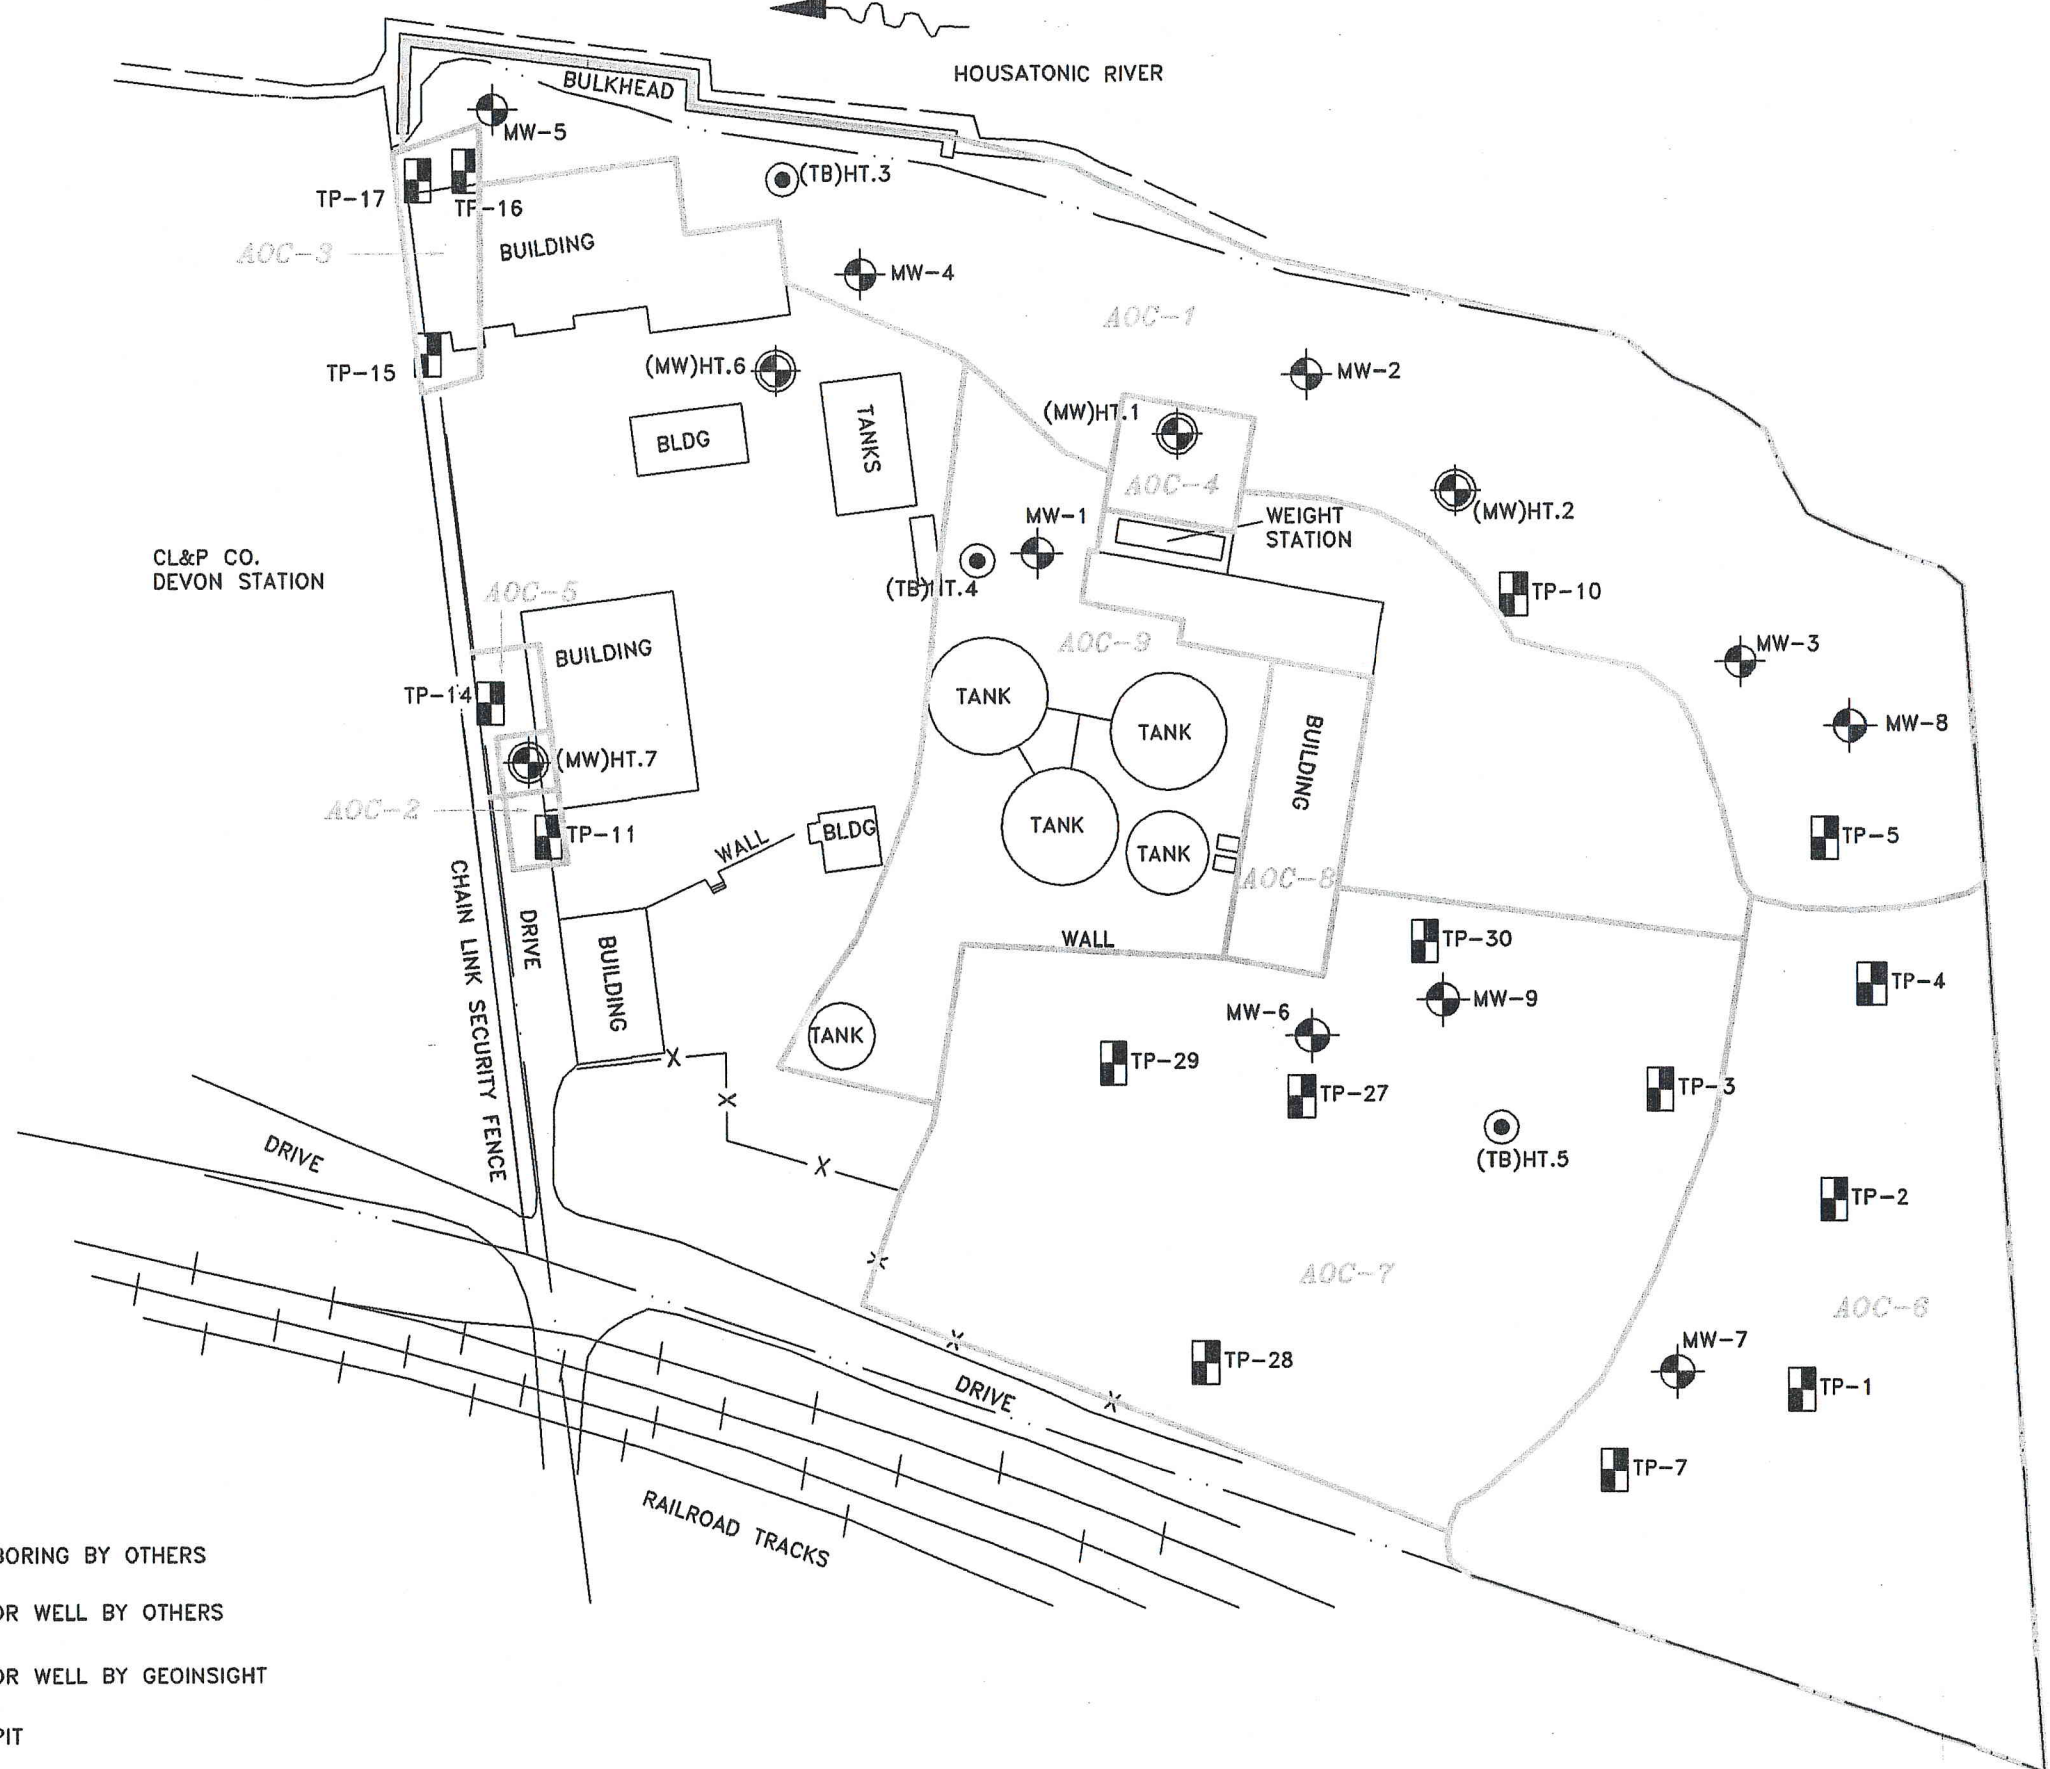 HOUSATONIC RIVER
BULKHEAD
MW-5
(TB)HT.3
TP-17
TP-16
AOC-3
BUILDING
MW-4
AOC-1
TP-15
(MW)HT.6
MW-2
TANKS
BLDG
(MW)HT.1
AOC-4
(MW)HT.2
MW-1
WEIGHT
STATION
CL&P CO.
DEVON STATION
(TB)HT.4
AOC-5
TP-10
AOC-9
BUILDING
MW-3
TP-14
TANK
TANK
MW-8
BUILDING
(MW)HT.7
AOC-2
TP-11
WALL
BLDG
TANK
TANK
TP-5
AOC-8
CHAIN LINK SECURITY FENCE
DRIVE
BUILDING
WALL
TP-30
TP-4
MW-9
MW-6
TANK
X
TP-29
TP-27
TP-3
X
DRIVE
X
(TB)HT.5
TP-2
X
AOC-7
AOC-6
X
MW-7
TP-28
TP-1
DRIVE
X
TP-7
RAILROAD TRACKS
BORING BY OTHERS
OR WELL BY OTHERS
OR WELL BY GEOINSIGHT
PIT